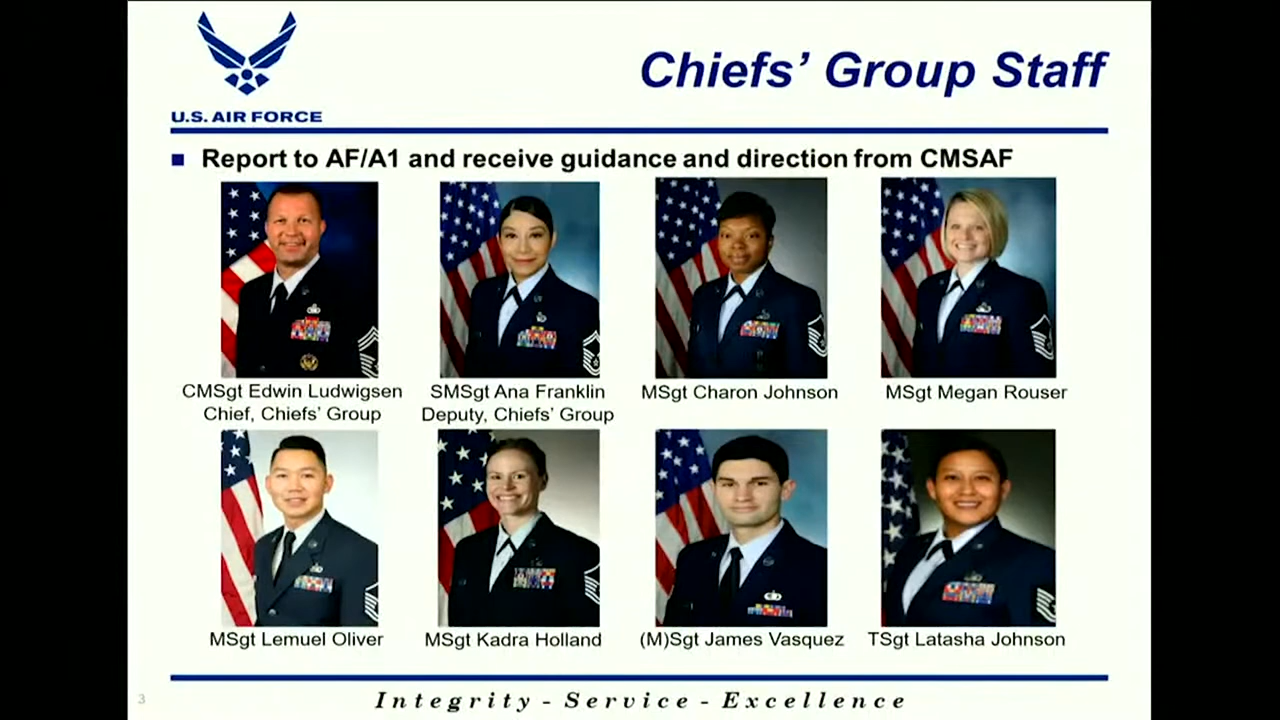 U.S. AIR FORCE
Chiefs' Group Staff
Report to AF/A1 and receive guidance and direction from CMSAF
CMSgt Edwin Ludwigsen
Chief, Chiefs' Group
SMSgt Ana Franklin
Deputy, Chiefs' Group
MSgt Charon Johnson
MSgt Megan Rouser
MSgt Lemuel Oliver
MSgt Kadra Holland
(M)Sgt James Vasquez
TSgt Latasha Johnson
3
Integrity - Service - Excellence